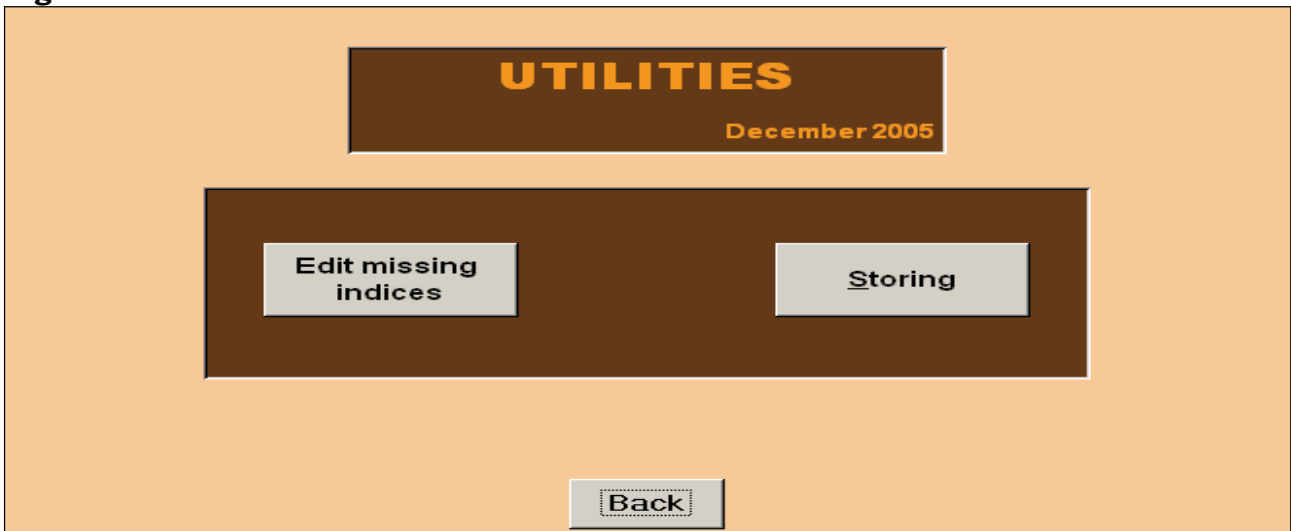 UTILITIES
December 2005
Edit missing
indices
Storing
Back